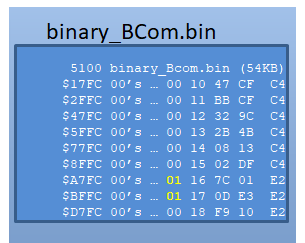 binary_BCom.bin
5100 binary_Bcom.bin (54KB)
$17FC 00’s … 00 10 47 CF C4
$2FFC 00’s … 00 11 BB CF C4
$47FC 00’s … 00 12 32 9C C4
$5FFC 00’s … 00 13 2B 4B C4
$77FC 00’s … 00 14 08 13 C4
$8FFC 00’s … 00 15 02 DF C4
$A7FC 00’s … 01 16 7C 01 E2
$BFFC 00’s … 01 17 0D E3 E2
$D7FC 00’s … 00 18 F9 10 E2